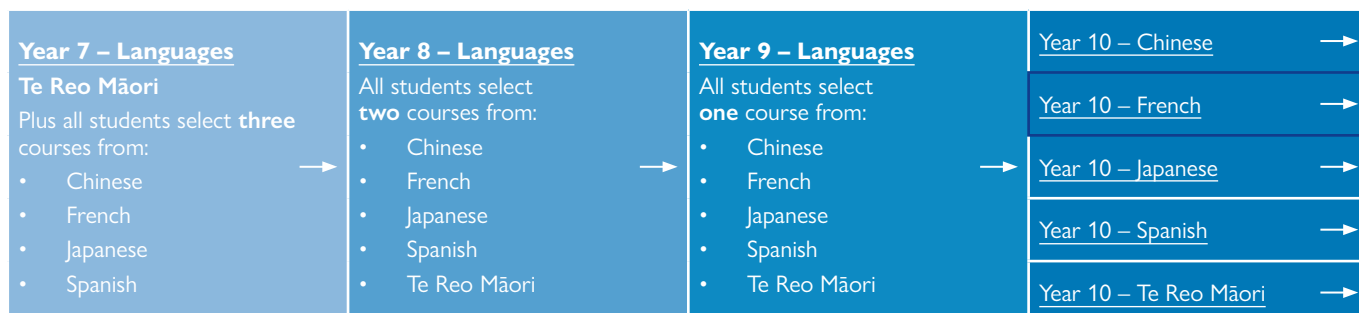 Year 7 – Languages
Te Reo Māori
Plus all students select three
courses from:
• Chinese
• French
• Japanese
• Spanish
Year 8 – Languages
All students select
two courses from:
• Chinese
• French
• Japanese
• Spanish
• Te Reo Māori
Year 9 – Languages
All students select
one course from:
• Chinese
• French
• Japanese
• Spanish
• Te Reo Māori
Year 10 – Chinese
Year 10 – French
Year 10 – Japanese
Year 10 – Spanish
Year 10 – Te Reo Māori